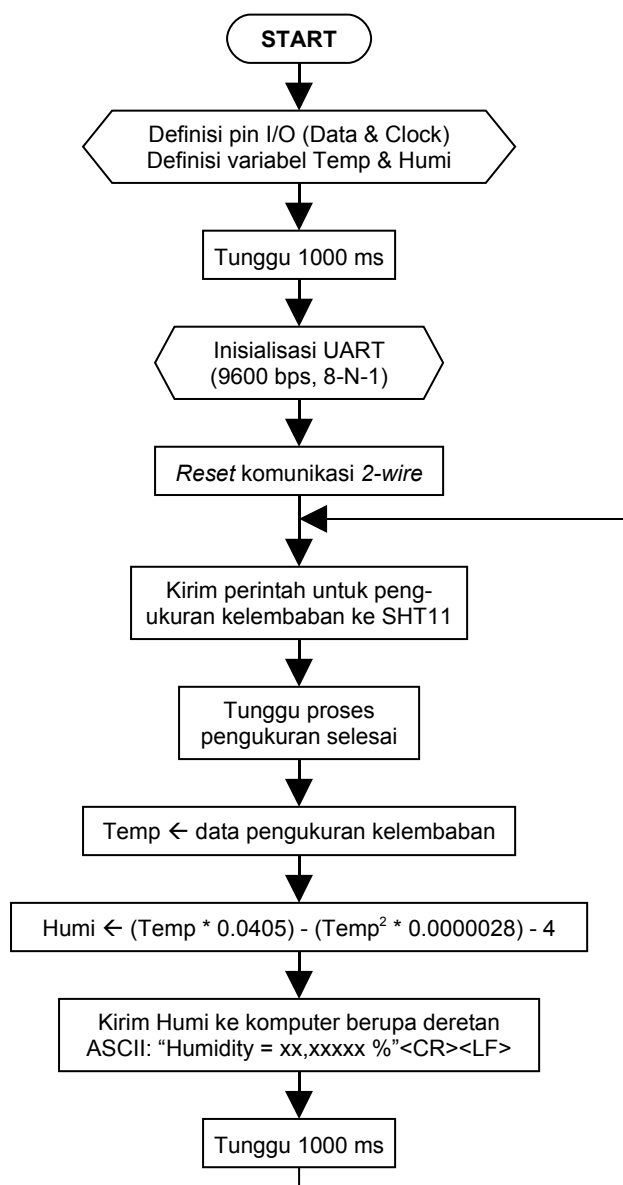 START
Definisi pin I/O (Data & Clock)
Definisi variabel Temp & Humi
Tunggu 1000 ms
Inisialisasi UART
(9600 bps, 8-N-1)
Reset komunikasi 2-wire
Kirim perintah untuk peng-
ukuran kelembaban ke SHT11
Tunggu proses
pengukuran selesai
Temp ← data pengukuran kelembaban
Humi ← (Temp * 0.0405) - (Temp² * 0.0000028) - 4
Kirim Humi ke komputer berupa deretan
ASCII: “Humidity = xx,xxxxx %”<CR><LF>
Tunggu 1000 ms